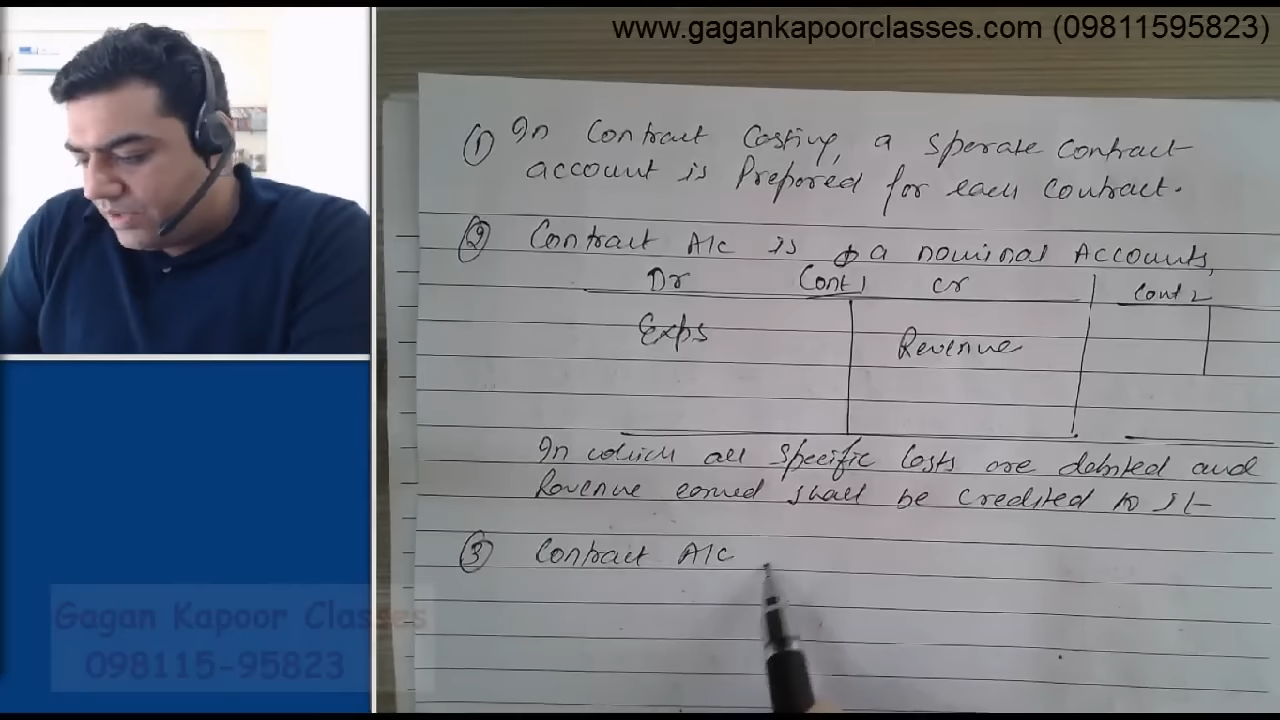 www.gagankapoorclasses.com (09811595823)
① In Contract Costing, a Sperate Contract
account is Prepared for each Contract.
② Contract A/c is a nominal Accounts,
Dr Cont 1 Cr Cont 2
Exps Revenue
In which all Specific Costs are debited and
Revenue earned shall be Credited to it
③ Contract A/c
Gagan Kapoor Classes
098115-95823